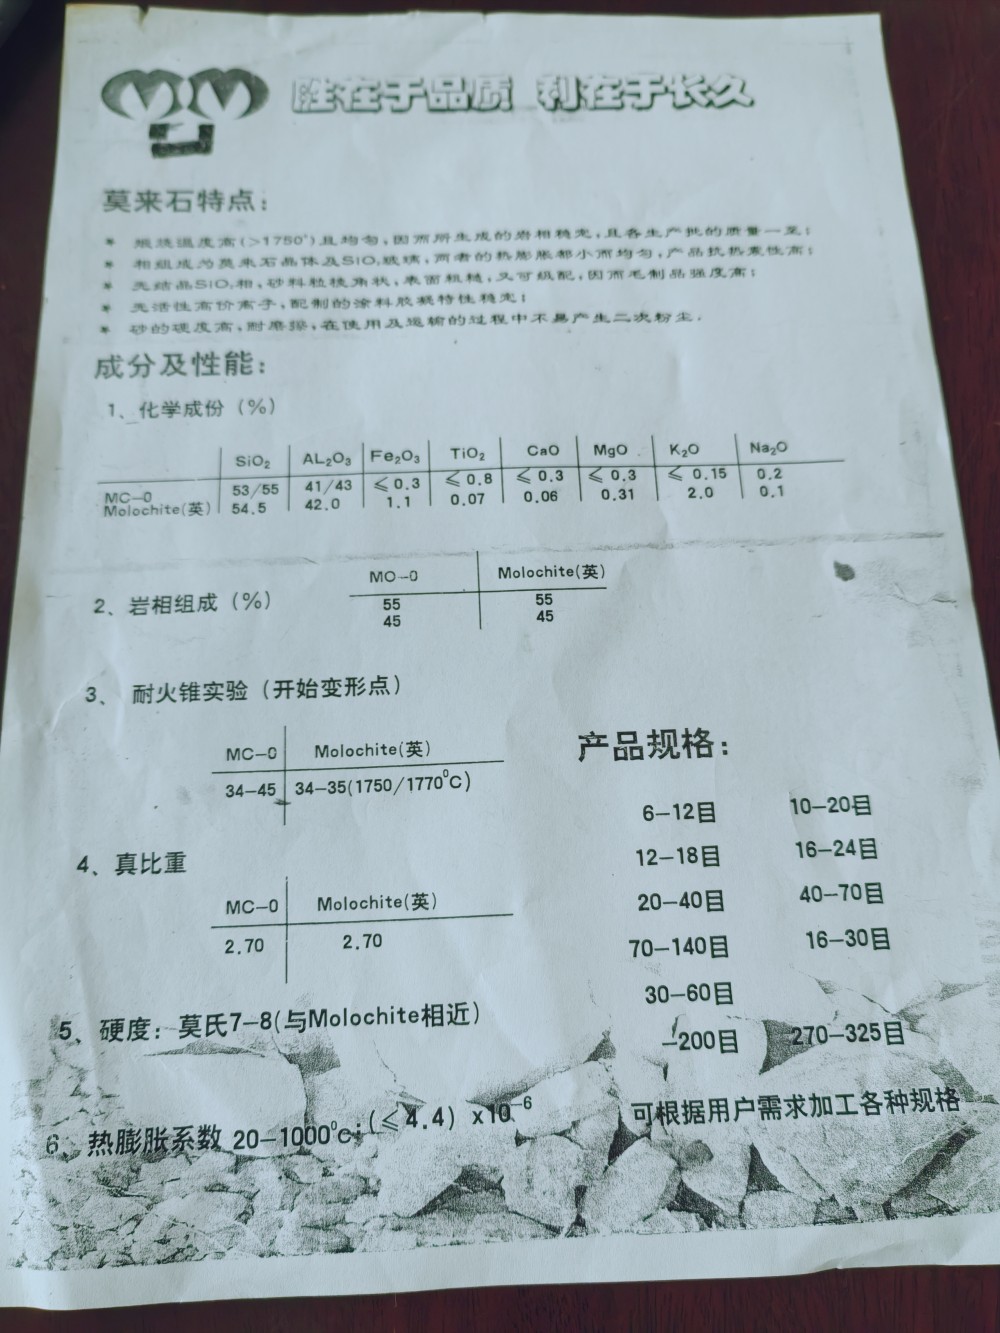 胜在于品质 利在于长久
莫来石特点：
* 煅烧温度高(>1750°)且均匀，因而所生成的岩相稳定，且各生产批的质量一至；
* 相组成为莫来石晶体及SiO₂玻璃，两者的热膨胀都小而均匀，产品抗热震性高；
* 无结晶SiO₂相，砂料粒棱角状，表面粗糙，又可级配，因而毛制品强度高；
* 无活性高价离子，配制的涂料胶凝特性稳定；
* 砂的硬度高，耐磨擦，在使用及运输的过程中不易产生二次粉尘．
成分及性能：
1、化学成份（%）
SiO₂ AL₂O₃ Fe₂O₃ TiO₂ CaO MgO K₂O Na₂O
MC—0 53/55 41/43 ≤0.3 ≤0.8 ≤0.3 ≤0.3 ≤0.15 0.2
Molochite(英) 54.5 42.0 1.1 0.07 0.06 0.31 2.0 0.1
2、岩相组成（%）
MO—0 Molochite(英)
55 55
45 45
3、耐火锥实验（开始变形点）
MC—0 Molochite(英)
34—45 34—35(1750/1770⁰C)
4、真比重
MC—0 Molochite(英)
2.70 2.70
5、硬度：莫氏7—8(与Molochite相近)
6、热膨胀系数 20—1000⁰c:(≤4.4) x10⁻⁶
产品规格：
6—12目 10—20目
12—18目 16—24目
20—40目 40—70目
70—140目 16—30目
30—60目
—200目 270—325目
可根据用户需求加工各种规格